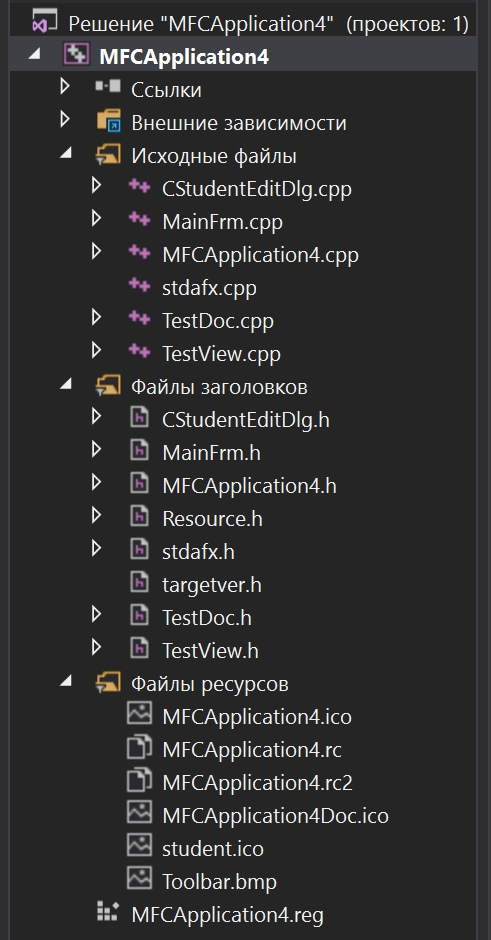 Решение "MFCApplication4" (проектов: 1)
MFCApplication4
Ссылки
Внешние зависимости
Исходные файлы
CStudentEditDlg.cpp
MainFrm.cpp
MFCApplication4.cpp
stdafx.cpp
TestDoc.cpp
TestView.cpp
Файлы заголовков
CStudentEditDlg.h
MainFrm.h
MFCApplication4.h
Resource.h
stdafx.h
targetver.h
TestDoc.h
TestView.h
Файлы ресурсов
MFCApplication4.ico
MFCApplication4.rc
MFCApplication4.rc2
MFCApplication4Doc.ico
student.ico
Toolbar.bmp
MFCApplication4.reg